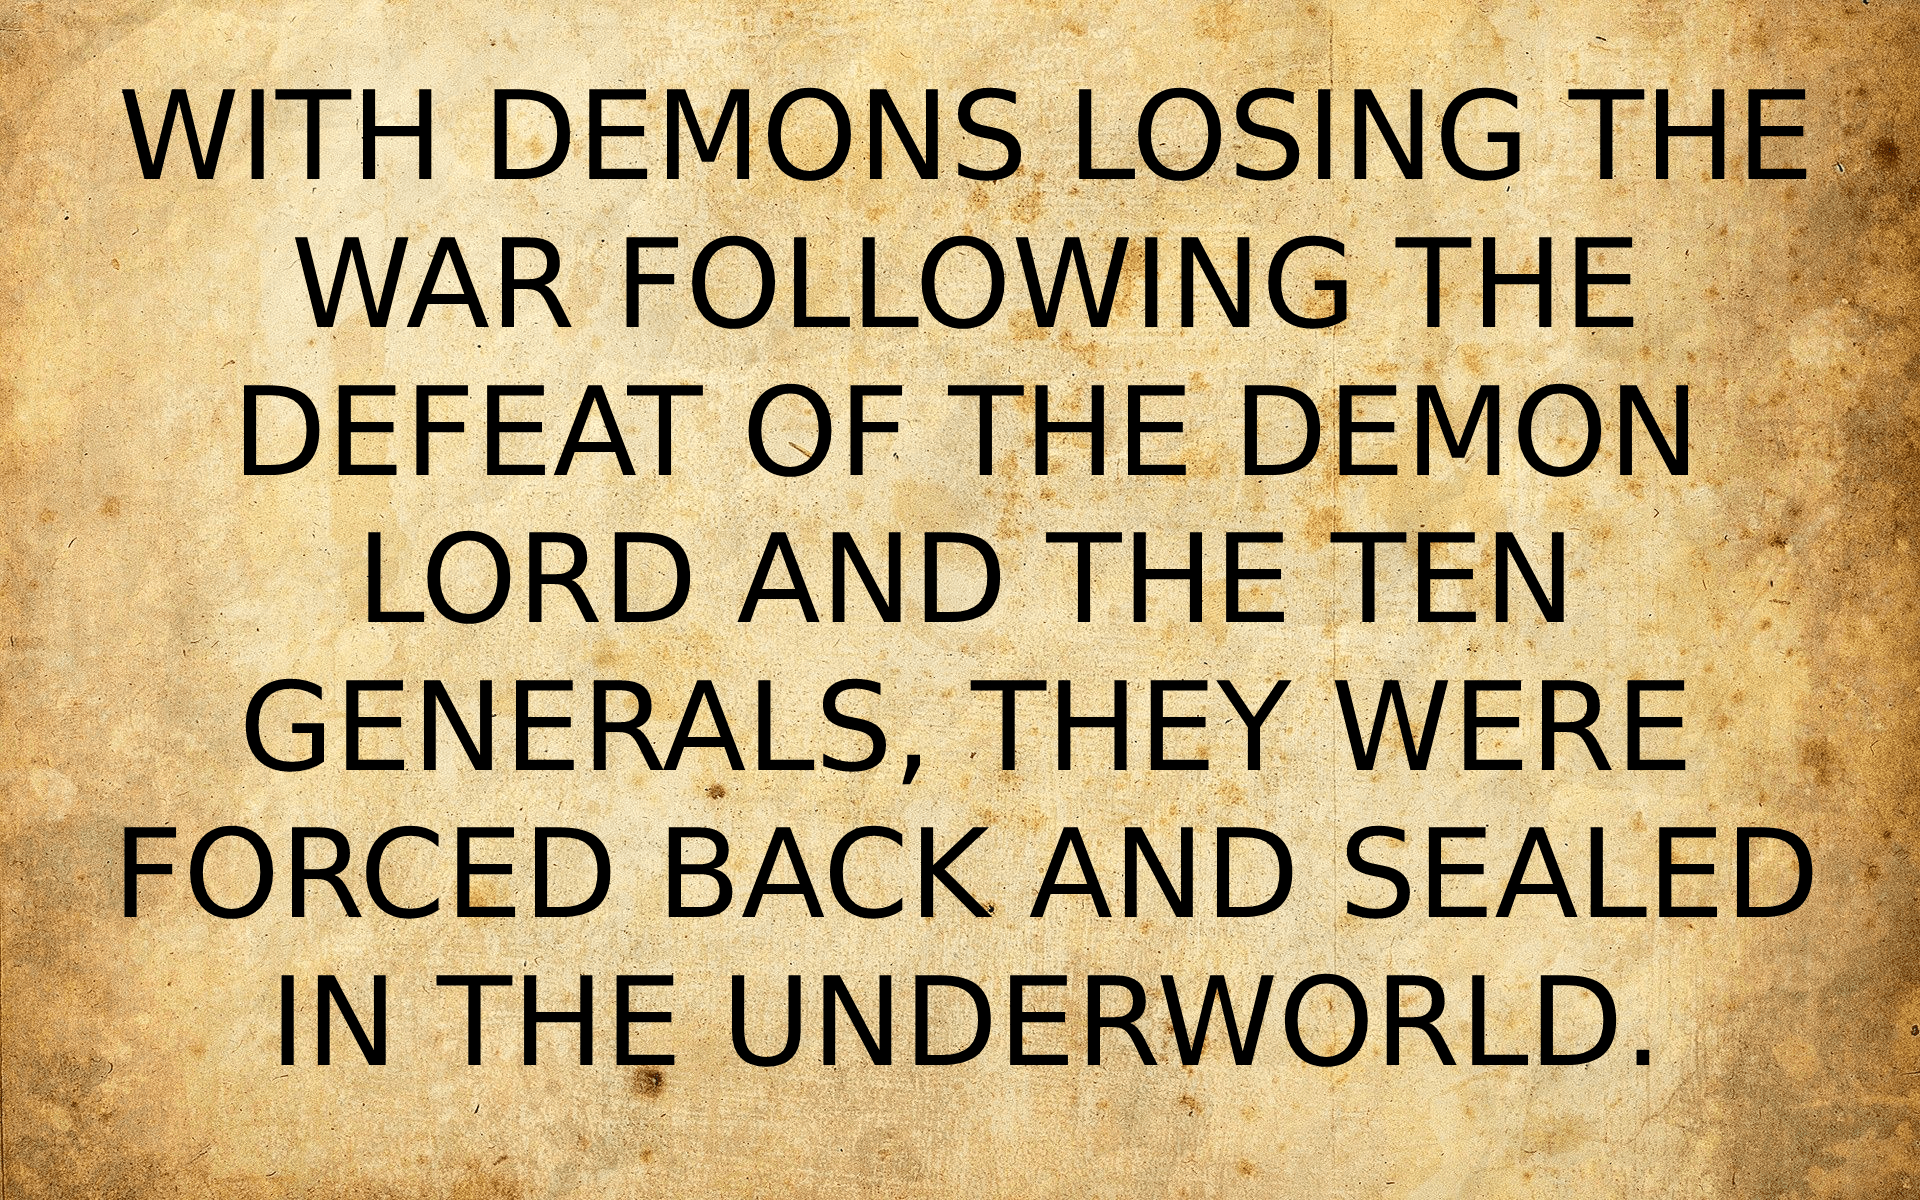 WITH DEMONS LOSING THE
WAR FOLLOWING THE
DEFEAT OF THE DEMON
LORD AND THE TEN
GENERALS, THEY WERE
FORCED BACK AND SEALED
IN THE UNDERWORLD.